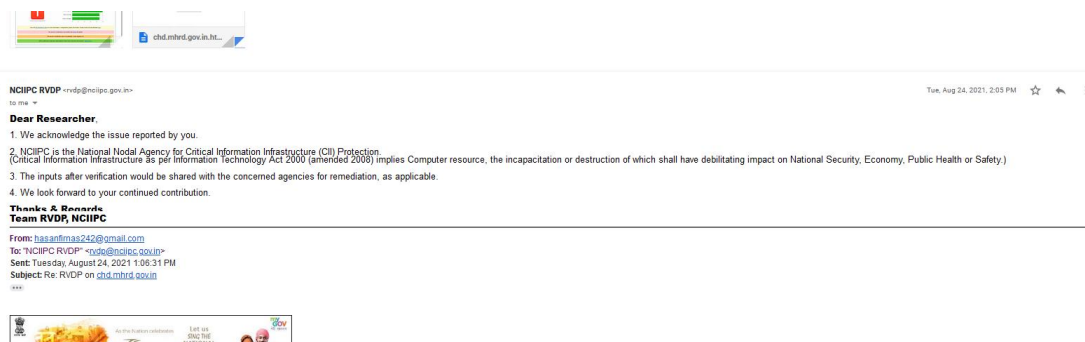 chd.mhrd.gov.in.ht...
NCIIPC RVDP <rvdp@nciipc.gov.in>
Tue, Aug 24, 2021, 2:05 PM
to me
Dear Researcher,
1. We acknowledge the issue reported by you.
2. NCIIPC is the National Nodal Agency for Critical Information Infrastructure (CII) Protection.
(Critical Information Infrastructure as per Information Technology Act 2000 (amended 2008) implies Computer resource, the incapacitation or destruction of which shall have debilitating impact on National Security, Economy, Public Health or Safety.)
3. The inputs after verification would be shared with the concerned agencies for remediation, as applicable.
4. We look forward to your continued contribution.
Thanks & Regards
Team RVDP, NCIIPC
From: hasanfirnas242@gmail.com
To: "NCIIPC RVDP" <rvdp@nciipc.gov.in>
Sent: Tuesday, August 24, 2021 1:06:31 PM
Subject: Re: RVDP on chd.mhrd.gov.in
Let us
SING THE
GOV